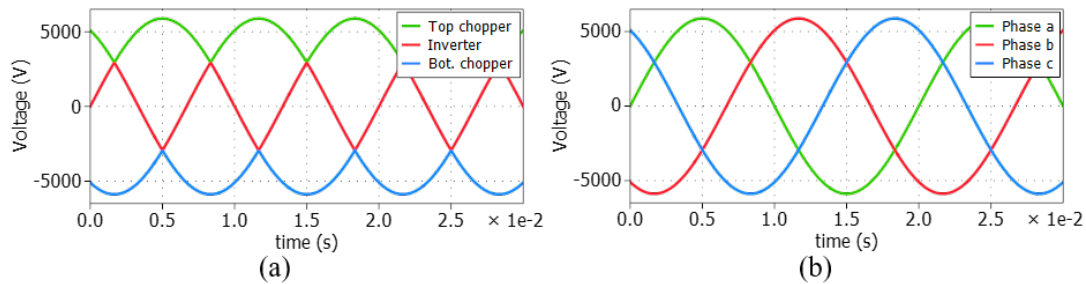 Voltage (V)
5000
0
-5000
Top chopper
Inverter
Bot. chopper
0.0 0.5 1.0 1.5 2.0 2.5 × 1e-2
time (s)
(a)
Voltage (V)
5000
0
-5000
Phase a
Phase b
Phase c
0.0 0.5 1.0 1.5 2.0 2.5 × 1e-2
time (s)
(b)